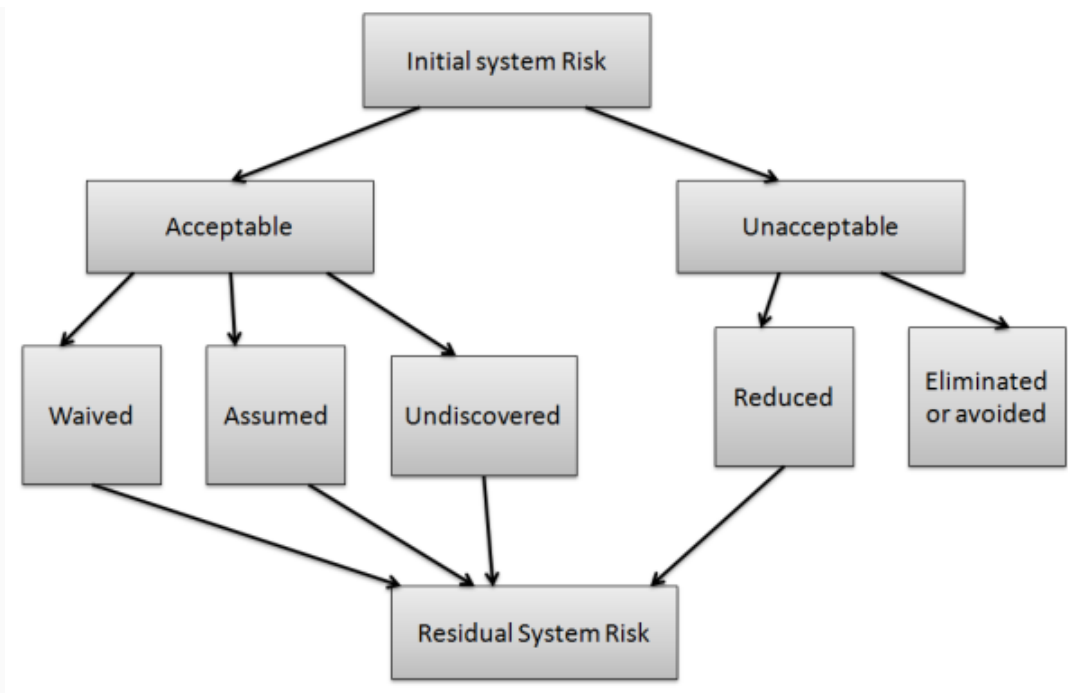 Initial system Risk
Acceptable
Unacceptable
Waived
Assumed
Undiscovered
Reduced
Eliminated
or avoided
Residual System Risk